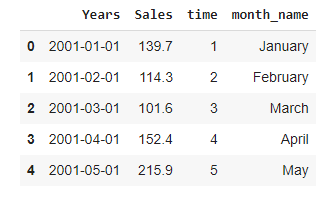 Years Sales time month_name
0 2001-01-01 139.7 1 January
1 2001-02-01 114.3 2 February
2 2001-03-01 101.6 3 March
3 2001-04-01 152.4 4 April
4 2001-05-01 215.9 5 May